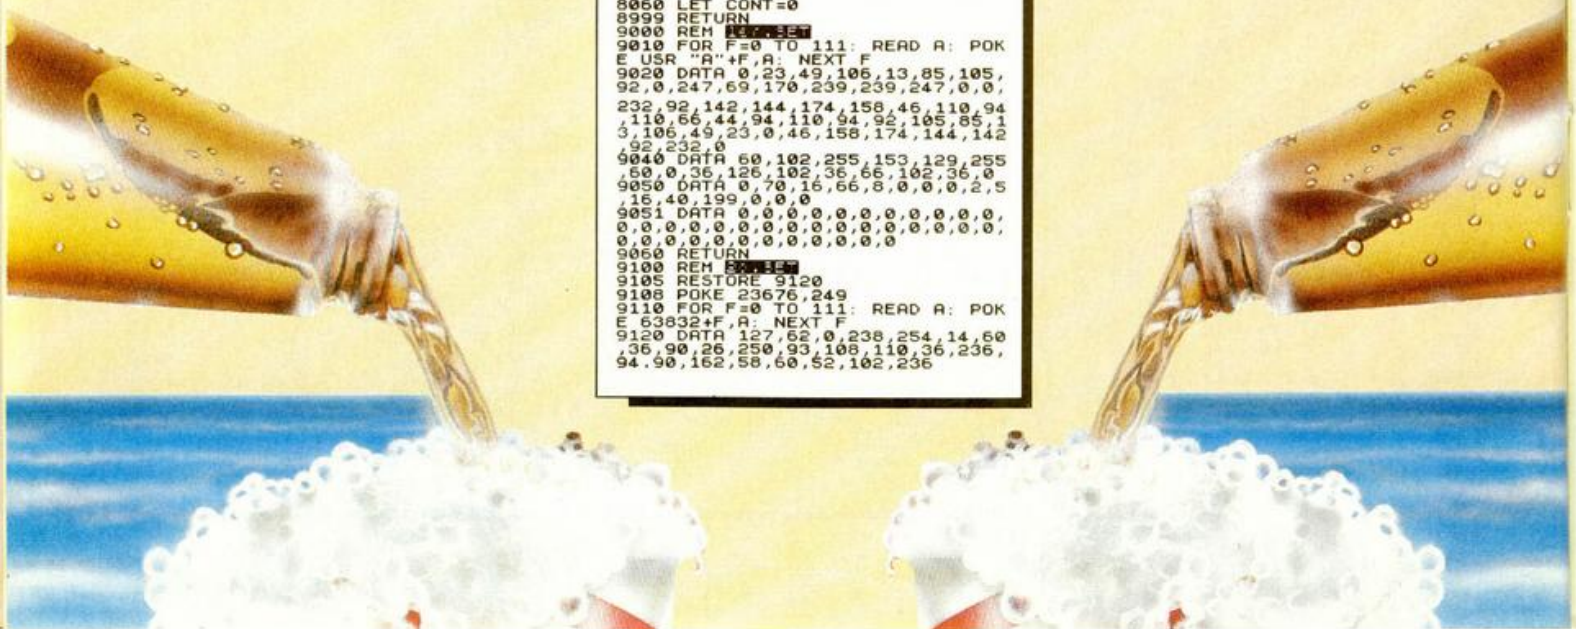 8060 LET CONT=0
8999 RETURN
9000 REM
9010 FOR F=0 TO 111: READ A: POK
E USR "A"+F,A: NEXT F
9020 DATA 0,23,49,106,13,85,105,
92,0,247,69,170,239,239,247,0,0,
232,92,142,144,174,158,46,110,94
,110,66,44,94,110,94,92,105,85,1
3,106,49,23,0,46,158,174,144,142
,92,232,0
9040 DATA 60,102,255,153,129,255
,60,0,36,126,102,36,66,102,36,0
9050 DATA 0,70,16,66,8,0,0,0,2,5
,16,40,199,0,0,0
9051 DATA 0,0,0,0,0,0,0,0,0,0,0,
0,0,0,0,0,0,0,0,0,0,0,0,0,0,0,0,
0,0,0,0,0,0,0,0,0,0,0,0
9060 RETURN
9100 REM
9105 RESTORE 9120
9108 POKE 23676,249
9110 FOR F=0 TO 111: READ A: POK
E 63832+F,A: NEXT F
9120 DATA 127,62,0,238,254,14,60
,36,90,26,250,93,108,110,36,236,
94.90,162,58,60,52,102,236